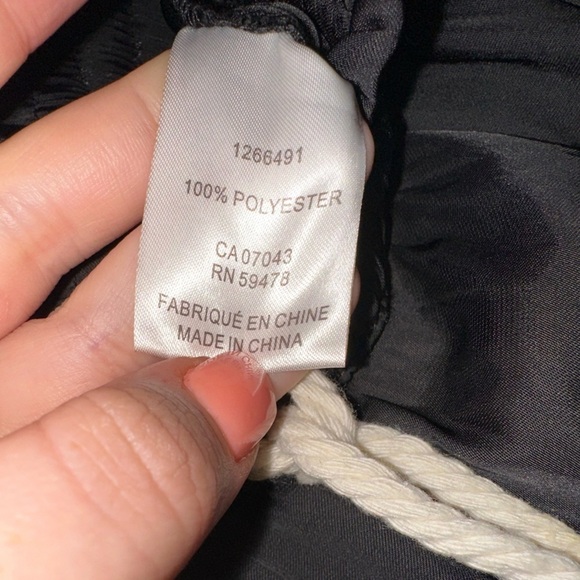 1266491
100% POLYESTER
CA 07043
RN 59478
FABRIQUÉ EN CHINE
MADE IN CHINA